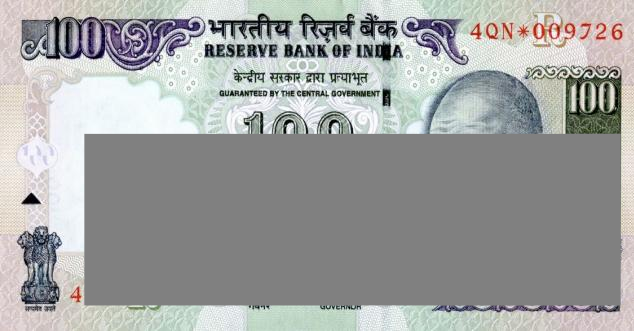 100 भारतीय रिज़र्व बैंक 4QN*009726
RESERVE BANK OF INDIA
केन्द्रीय सरकार द्वारा प्रत्याभूत
GUARANTEED BY THE CENTRAL GOVERNMENT
100
100
4
सत्यमेव जयते
गवर्नर GOVERNOR